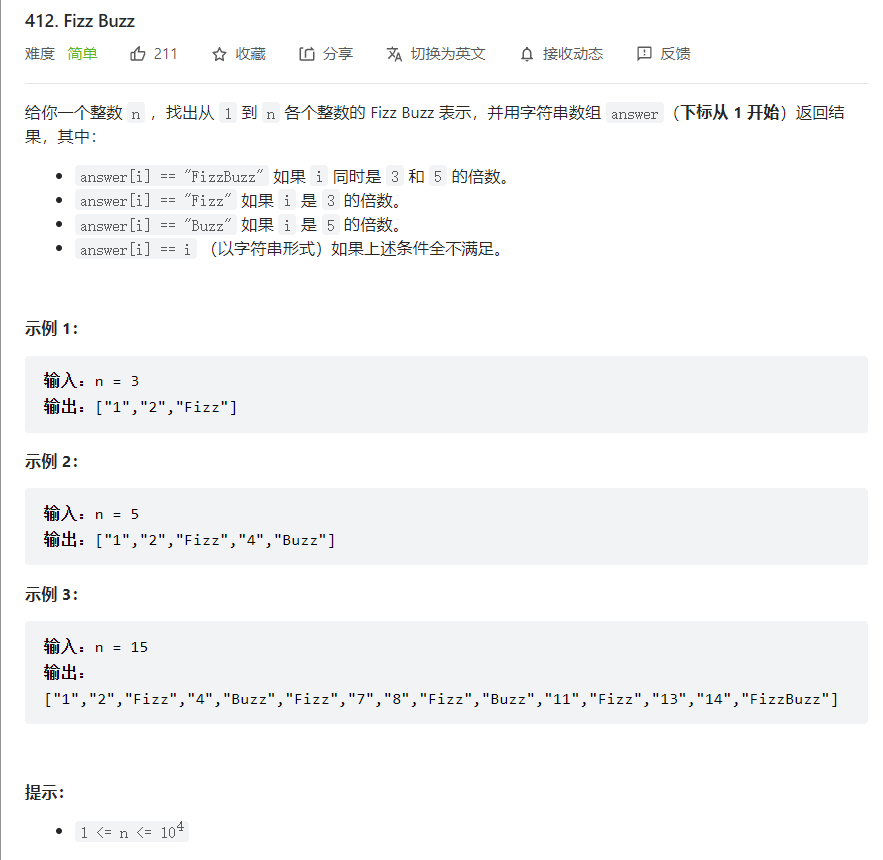 412. Fizz Buzz
难度 简单 211 收藏 分享 切换为英文 接收动态 反馈
给你一个整数 n ，找出从 1 到 n 各个整数的 Fizz Buzz 表示，并用字符串数组 answer（下标从 1 开始）返回结
果，其中：
• answer[i] == "FizzBuzz" 如果 i 同时是 3 和 5 的倍数。
• answer[i] == "Fizz" 如果 i 是 3 的倍数。
• answer[i] == "Buzz" 如果 i 是 5 的倍数。
• answer[i] == i （以字符串形式）如果上述条件全不满足。
示例 1：
输入：n = 3
输出：["1","2","Fizz"]
示例 2：
输入：n = 5
输出：["1","2","Fizz","4","Buzz"]
示例 3：
输入：n = 15
输出：
["1","2","Fizz","4","Buzz","Fizz","7","8","Fizz","Buzz","11","Fizz","13","14","FizzBuzz"]
提示：
• 1 <= n <= 10⁴